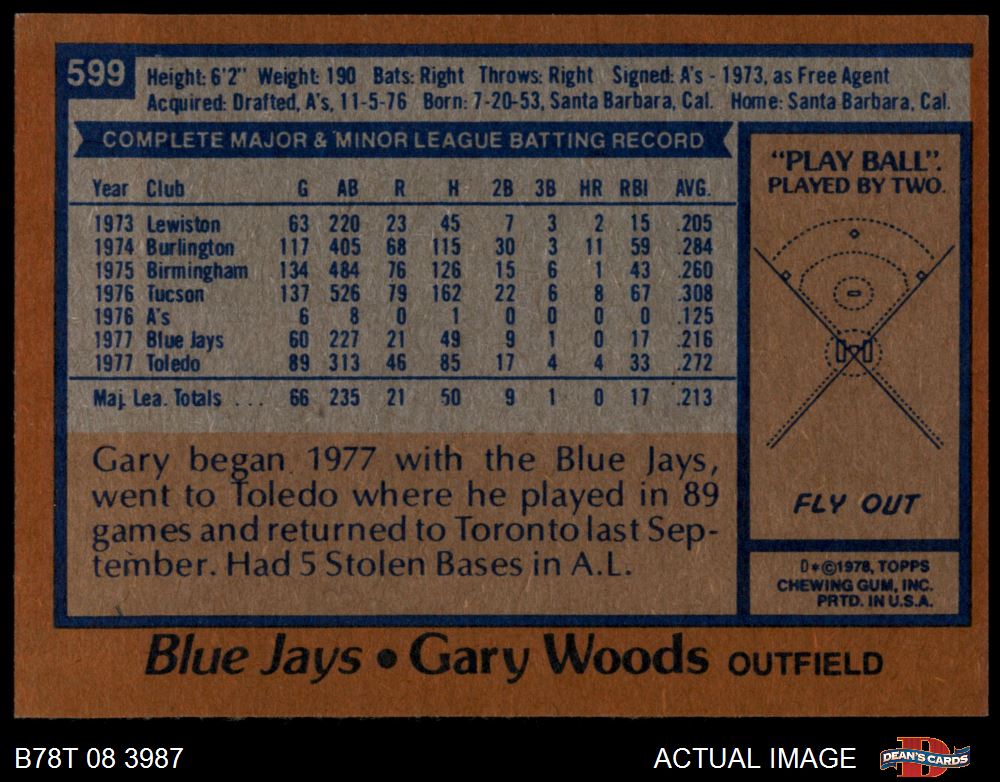 599
Height: 6'2" Weight: 190 Bats: Right Throws: Right Signed: A's - 1973, as Free Agent
Acquired: Drafted, A's, 11-5-76 Born: 7-20-53, Santa Barbara, Cal. Home: Santa Barbara, Cal.
COMPLETE MAJOR & MINOR LEAGUE BATTING RECORD
Year Club G AB R H 2B 3B HR RBI AVG.
1973 Lewiston 63 220 23 45 7 3 2 15 .205
1974 Burlington 117 405 68 115 30 3 11 59 .284
1975 Birmingham 134 484 76 126 15 6 1 43 .260
1976 Tucson 137 526 79 162 22 6 8 67 .308
1976 A's 6 8 0 1 0 0 0 0 .125
1977 Blue Jays 60 227 21 49 9 1 0 17 .216
1977 Toledo 89 313 46 85 17 4 4 33 .272
Maj. Lea. Totals ... 66 235 21 50 9 1 0 17 .213
Gary began 1977 with the Blue Jays,
went to Toledo where he played in 89
games and returned to Toronto last Sep-
tember. Had 5 Stolen Bases in A.L.
"PLAY BALL".
PLAYED BY TWO.
FLY OUT
D*©1978, TOPPS
CHEWING GUM, INC.
PRTD. IN U.S.A.
Blue Jays • Gary Woods OUTFIELD
B78T 08 3987
ACTUAL IMAGE
D
DEAN'S CARDS